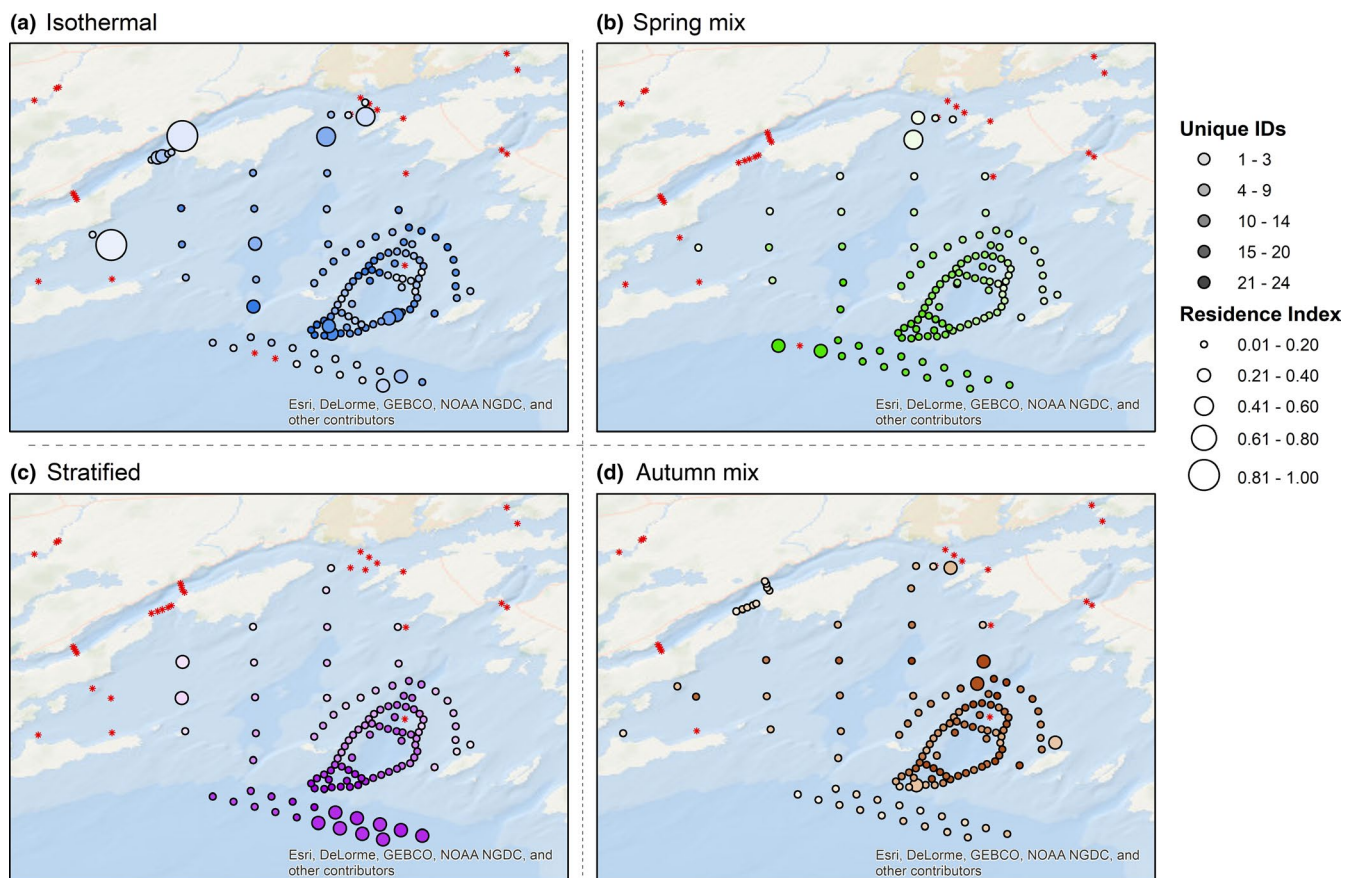 (a) Isothermal
(b) Spring mix
Esri, DeLorme, GEBCO, NOAA NGDC, and
other contributors
Esri, DeLorme, GEBCO, NOAA NGDC, and
other contributors
(c) Stratified
(d) Autumn mix
Esri, DeLorme, GEBCO, NOAA NGDC, and
other contributors
Esri, DeLorme, GEBCO, NOAA NGDC, and
other contributors
Unique IDs
1 - 3
4 - 9
10 - 14
15 - 20
21 - 24
Residence Index
0.01 - 0.20
0.21 - 0.40
0.41 - 0.60
0.61 - 0.80
0.81 - 1.00